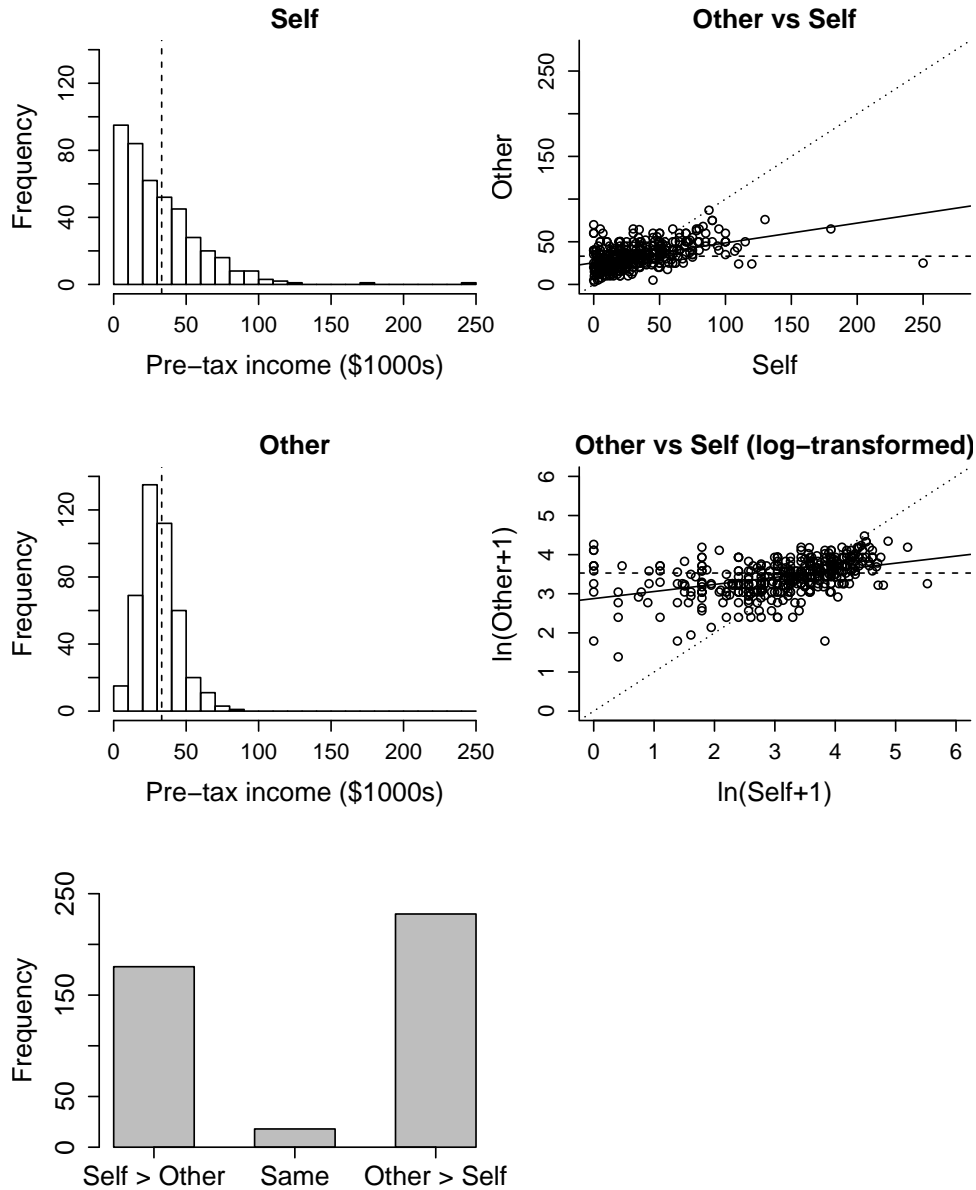 Self
Frequency
0
40
80
120
0 50 100 150 200 250
Pre−tax income ($1000s)
Other vs Self
Other
0
50
150
250
0 50 100 150 200 250
Self
Other
Frequency
0
40
80
120
0 50 100 150 200 250
Pre−tax income ($1000s)
Other vs Self (log−transformed)
ln(Other+1)
0
1
2
3
4
5
6
0 1 2 3 4 5 6
ln(Self+1)
Frequency
0
50
150
250
Self > Other Same Other > Self